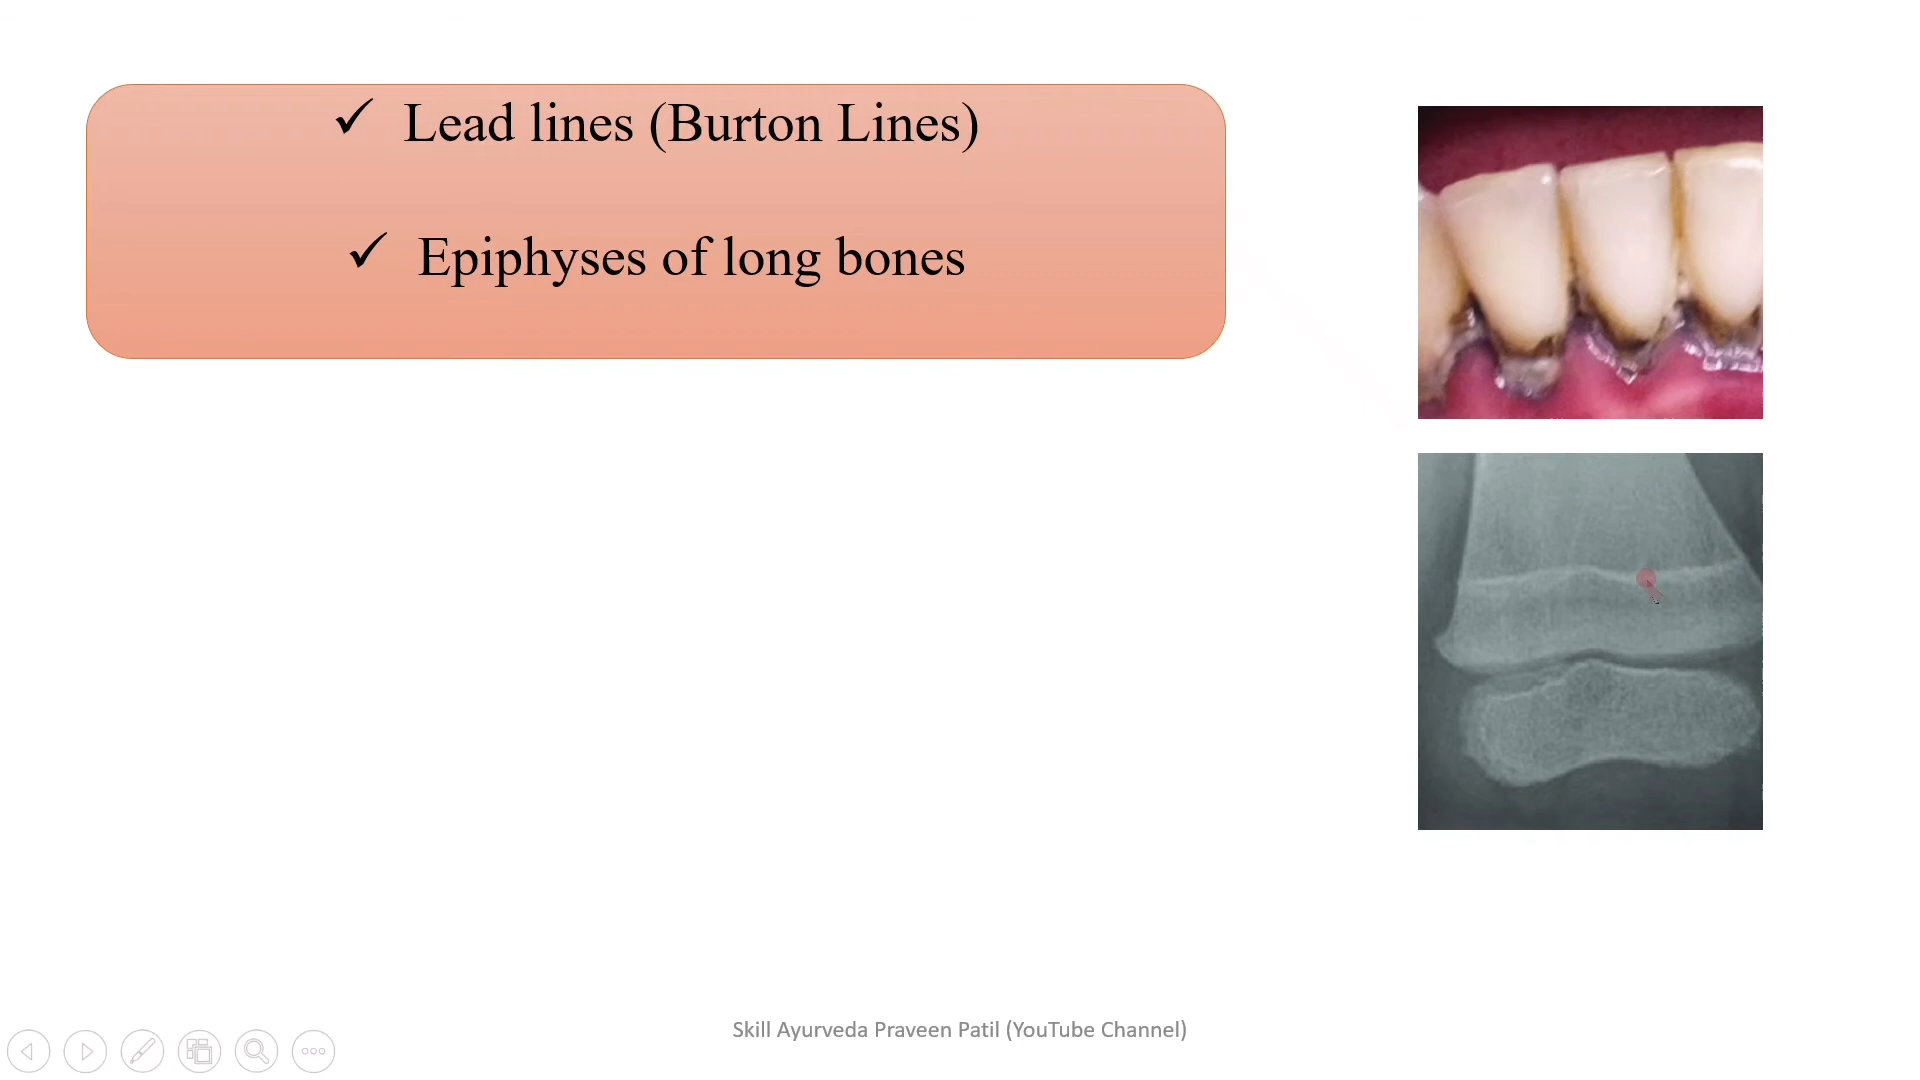 ✓ Lead lines (Burton Lines)
✓ Epiphyses of long bones
Skill Ayurveda Praveen Patil (YouTube Channel)